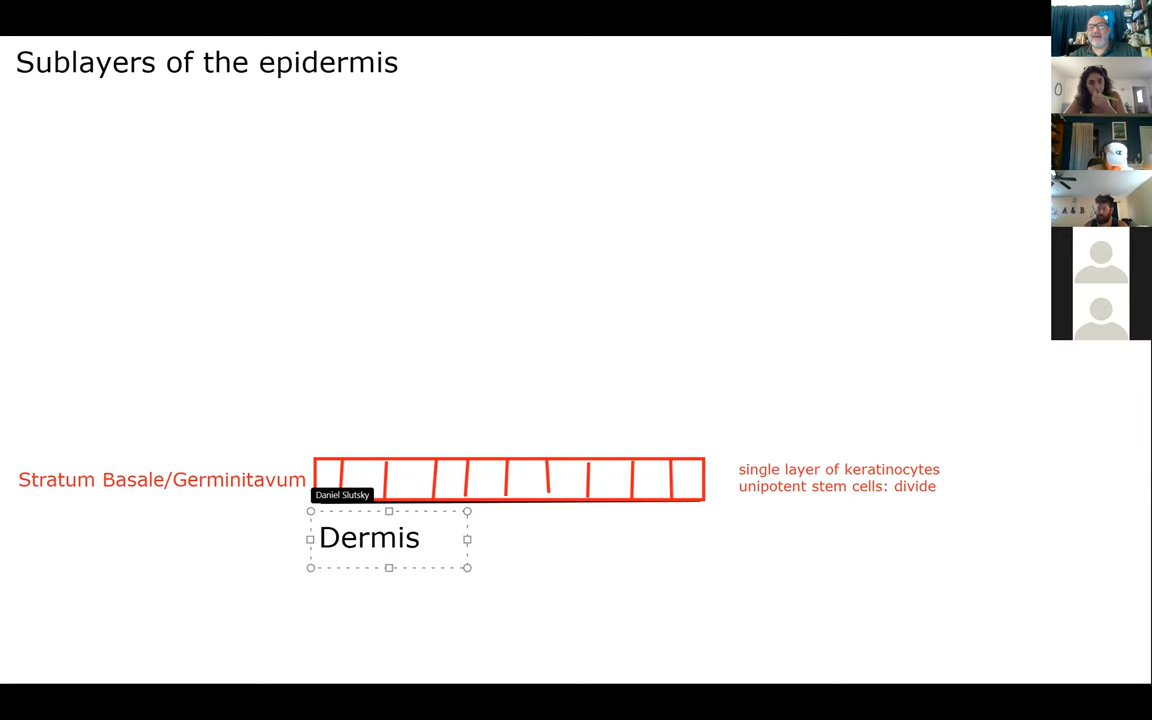 Sublayers of the epidermis
A & B
Stratum Basale/Germinitavum
single layer of keratinocytes
unipotent stem cells: divide
Daniel Slutsky
Dermis